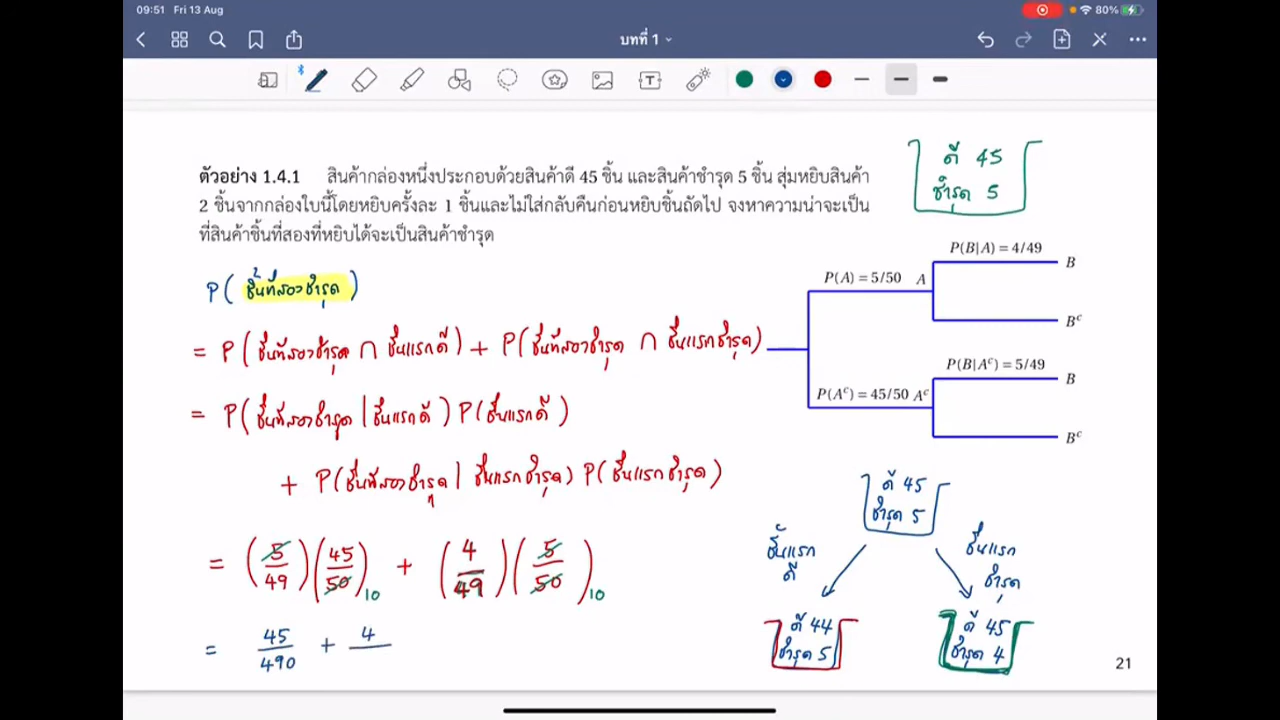 09:51 Fri 13 Aug
80%
บทที่ 1
ตัวอย่าง 1.4.1 สินค้ากล่องหนึ่งประกอบด้วยสินค้าดี 45 ชิ้น และสินค้าชำรุด 5 ชิ้น สุ่มหยิบสินค้า
2 ชิ้นจากกล่องใบนี้โดยหยิบครั้งละ 1 ชิ้นและไม่ใส่กลับคืนก่อนหยิบชิ้นถัดไป จงหาความน่าจะเป็น
ที่สินค้าชิ้นที่สองที่หยิบได้จะเป็นสินค้าชำรุด
ดี 45
ชำรุด 5
P(ชิ้นที่สองชำรุด)
= P(ชิ้นที่สองชำรุด ∩ ชิ้นแรกดี) + P(ชิ้นที่สองชำรุด ∩ ชิ้นแรกชำรุด)
= P(ชิ้นที่สองชำรุด | ชิ้นแรกดี) P(ชิ้นแรกดี)
+ P(ชิ้นที่สองชำรุด | ชิ้นแรกชำรุด) P(ชิ้นแรกชำรุด)
= (5/49)(45/50)10 + (4/49)(5/50)10
= 45/490 + 4
P(A) = 5/50 A
P(B|A) = 4/49 B
Bᶜ
P(Aᶜ) = 45/50 Aᶜ
P(B|Aᶜ) = 5/49 B
Bᶜ
ดี 45
ชำรุด 5
ชิ้นแรก
ดี
ชิ้นแรก
ชำรุด
ดี 44
ชำรุด 5
ดี 45
ชำรุด 4
21